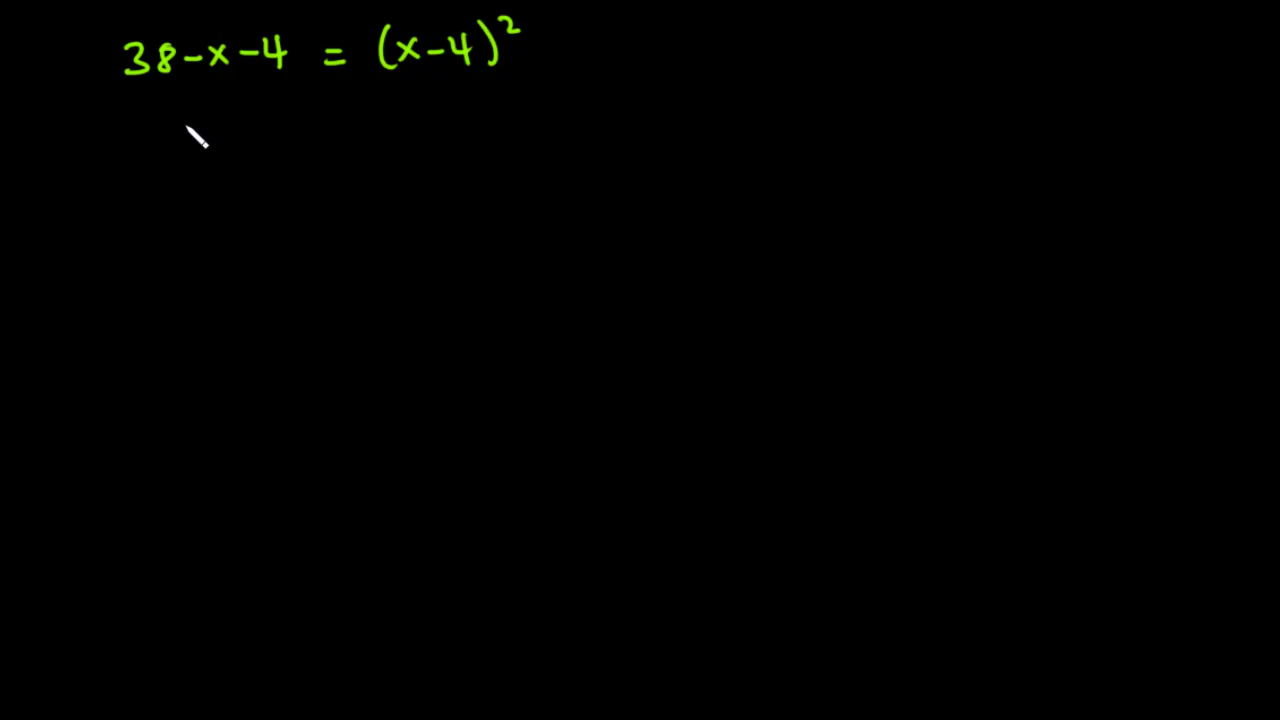 38-x-4 = (x-4)²